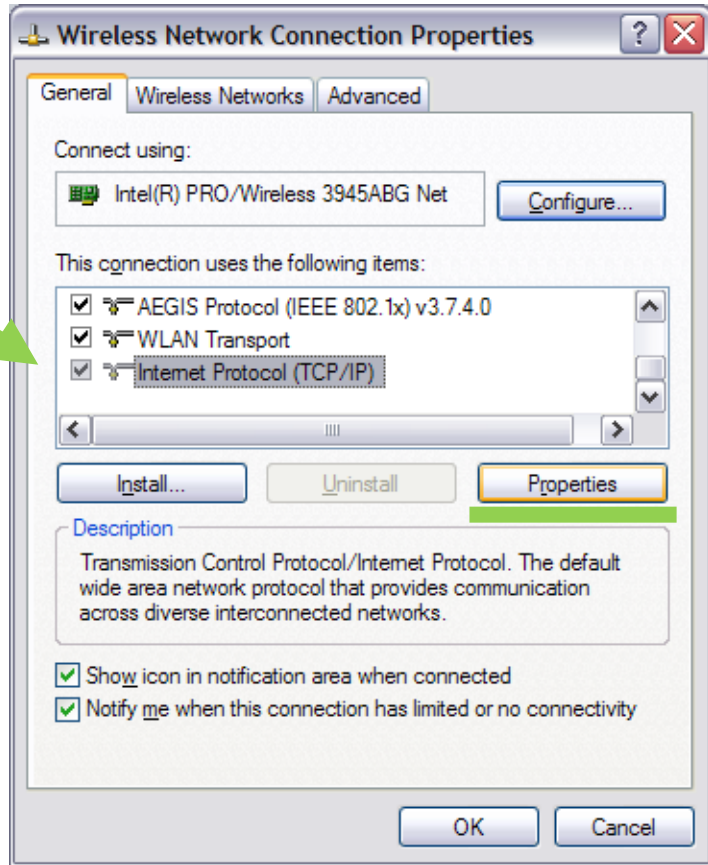 Wireless Network Connection Properties
General Wireless Networks Advanced
Connect using:
Intel(R) PRO/Wireless 3945ABG Net
Configure...
This connection uses the following items:
AEGIS Protocol (IEEE 802.1x) v3.7.4.0
WLAN Transport
Internet Protocol (TCP/IP)
Install... Uninstall Properties
Description
Transmission Control Protocol/Internet Protocol. The default
wide area network protocol that provides communication
across diverse interconnected networks.
Show icon in notification area when connected
Notify me when this connection has limited or no connectivity
OK Cancel